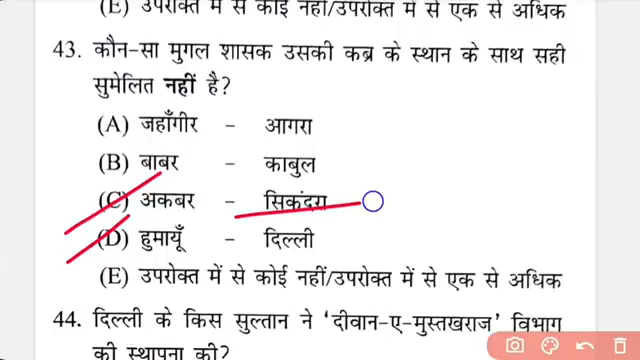 (E) उपरोक्त में से कोई नहीं/उपरोक्त में से एक से अधिक
43. कौन-सा मुगल शासक उसकी कब्र के स्थान के साथ सही
सुमेलित नहीं है?
(A) जहाँगीर – आगरा
(B) बाबर – काबुल
(C) अकबर – सिकंदरा
(D) हुमायूँ – दिल्ली
(E) उपरोक्त में से कोई नहीं/उपरोक्त में से एक से अधिक
44. दिल्ली के किस सुल्तान ने ‘दीवान-ए-मुस्तखराज’ विभाग
की स्थापना की?